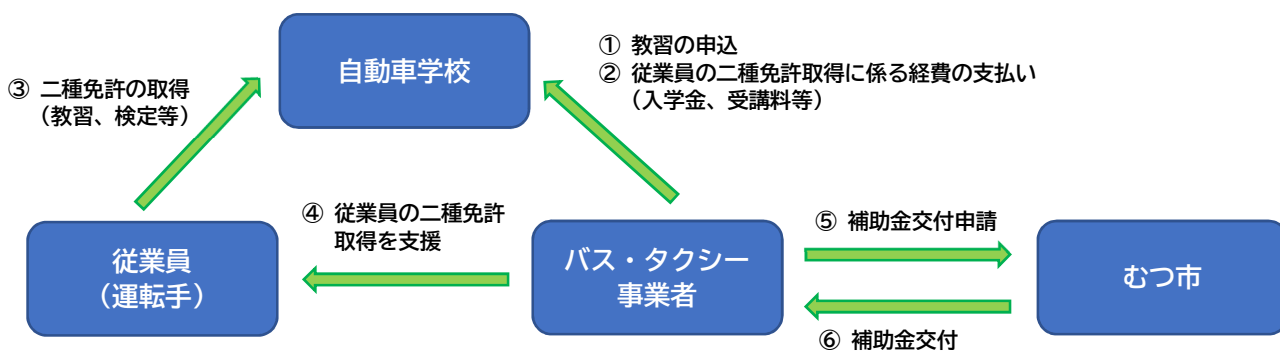 ① 教習の申込
② 従業員の二種免許取得に係る経費の支払い
（入学金、受講料等）
自動車学校
③ 二種免許の取得
（教習、検定等）
④ 従業員の二種免許
取得を支援
⑤ 補助金交付申請
従業員
（運転手）
バス・タクシー
事業者
むつ市
⑥ 補助金交付